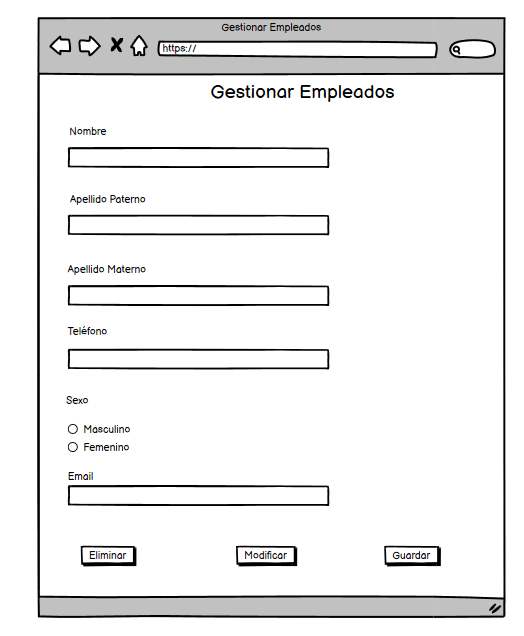 Gestionar Empleados
https://
Gestionar Empleados
Nombre
Apellido Paterno
Apellido Materno
Teléfono
Sexo
Masculino
Femenino
Email
Eliminar
Modificar
Guardar